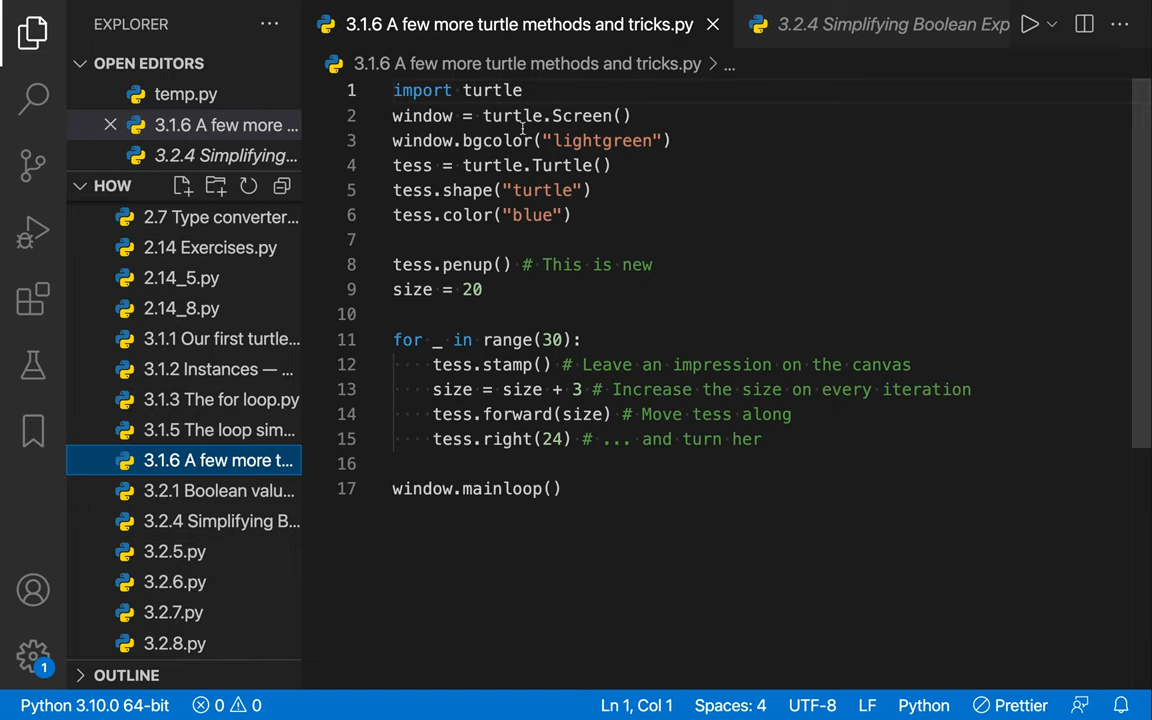 EXPLORER
OPEN EDITORS
temp.py
3.1.6 A few more ...
3.2.4 Simplifying...
HOW
2.7 Type converter...
2.14 Exercises.py
2.14_5.py
2.14_8.py
3.1.1 Our first turtle...
3.1.2 Instances — ...
3.1.3 The for loop.py
3.1.5 The loop sim...
3.1.6 A few more t...
3.2.1 Boolean valu...
3.2.4 Simplifying B...
3.2.5.py
3.2.6.py
3.2.7.py
3.2.8.py
OUTLINE
3.1.6 A few more turtle methods and tricks.py
3.2.4 Simplifying Boolean Exp
3.1.6 A few more turtle methods and tricks.py > ...
1 import turtle
2 window = turtle.Screen()
3 window.bgcolor("lightgreen")
4 tess = turtle.Turtle()
5 tess.shape("turtle")
6 tess.color("blue")
7
8 tess.penup() # This is new
9 size = 20
10
11 for _ in range(30):
12 tess.stamp() # Leave an impression on the canvas
13 size = size + 3 # Increase the size on every iteration
14 tess.forward(size) # Move tess along
15 tess.right(24) # ... and turn her
16
17 window.mainloop()
1
Python 3.10.0 64-bit 0 0 Ln 1, Col 1 Spaces: 4 UTF-8 LF Python Prettier